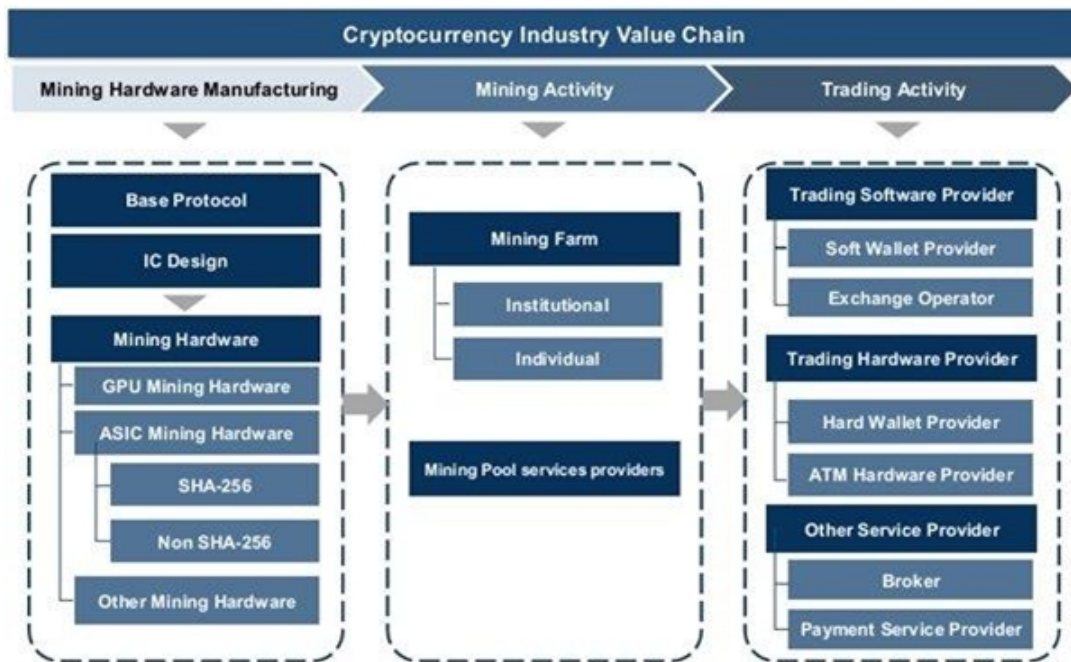 Cryptocurrency Industry Value Chain
Mining Hardware Manufacturing
Mining Activity
Trading Activity
Base Protocol
IC Design
Mining Hardware
GPU Mining Hardware
ASIC Mining Hardware
SHA-256
Non SHA-256
Other Mining Hardware
Mining Farm
Institutional
Individual
Mining Pool services providers
Trading Software Provider
Soft Wallet Provider
Exchange Operator
Trading Hardware Provider
Hard Wallet Provider
ATM Hardware Provider
Other Service Provider
Broker
Payment Service Provider